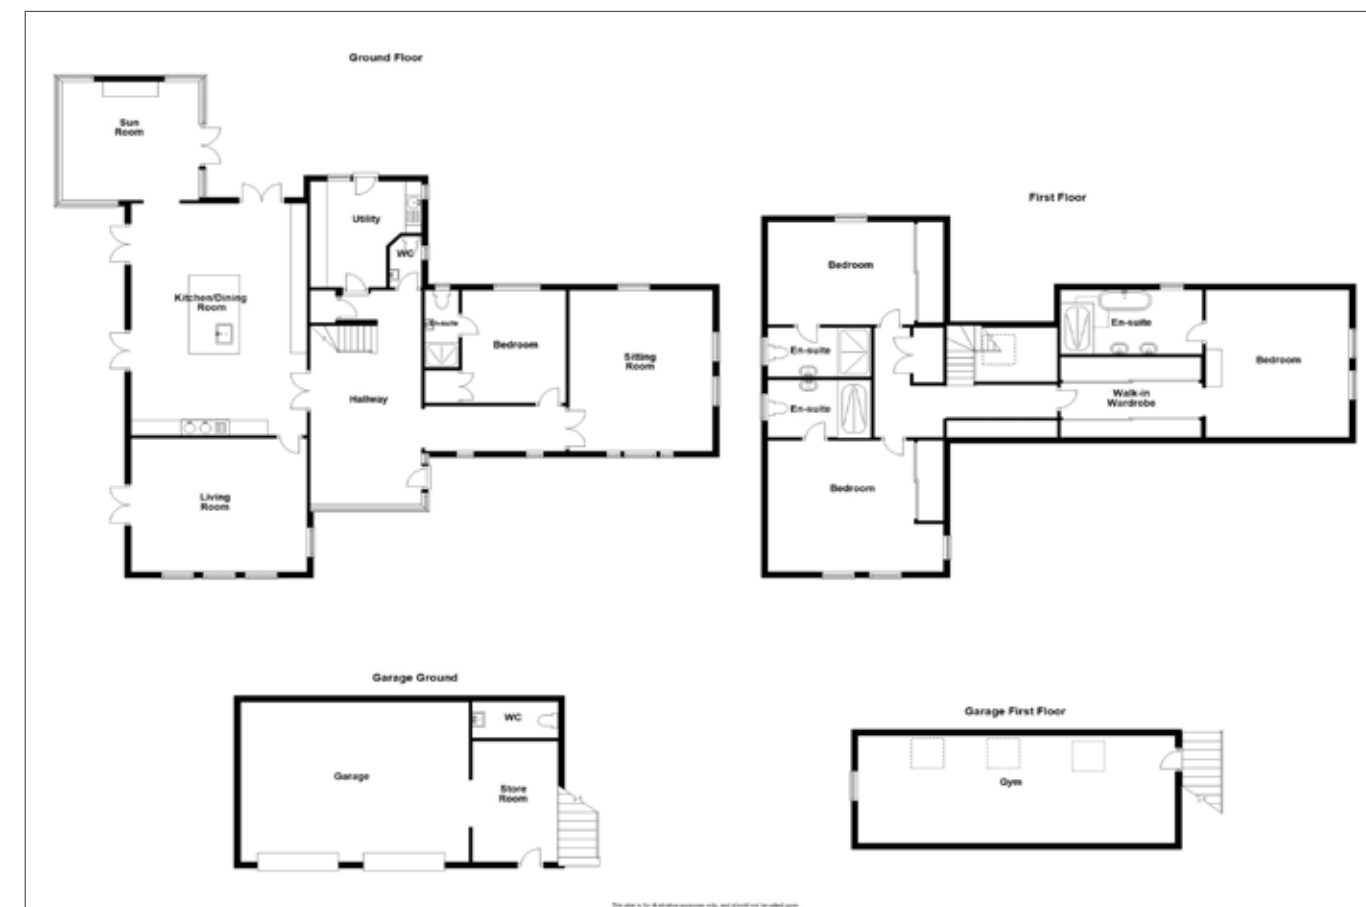 Ground Floor
Sun
Room
Utility
WC
Kitchen/Dining
Room
En-suite
Bedroom
Sitting
Room
Hallway
Living
Room
First Floor
Bedroom
En-suite
En-suite
Bedroom
En-suite
Walk-in
Wardrobe
Bedroom
Garage Ground
WC
Garage
Store
Room
Garage First Floor
Gym